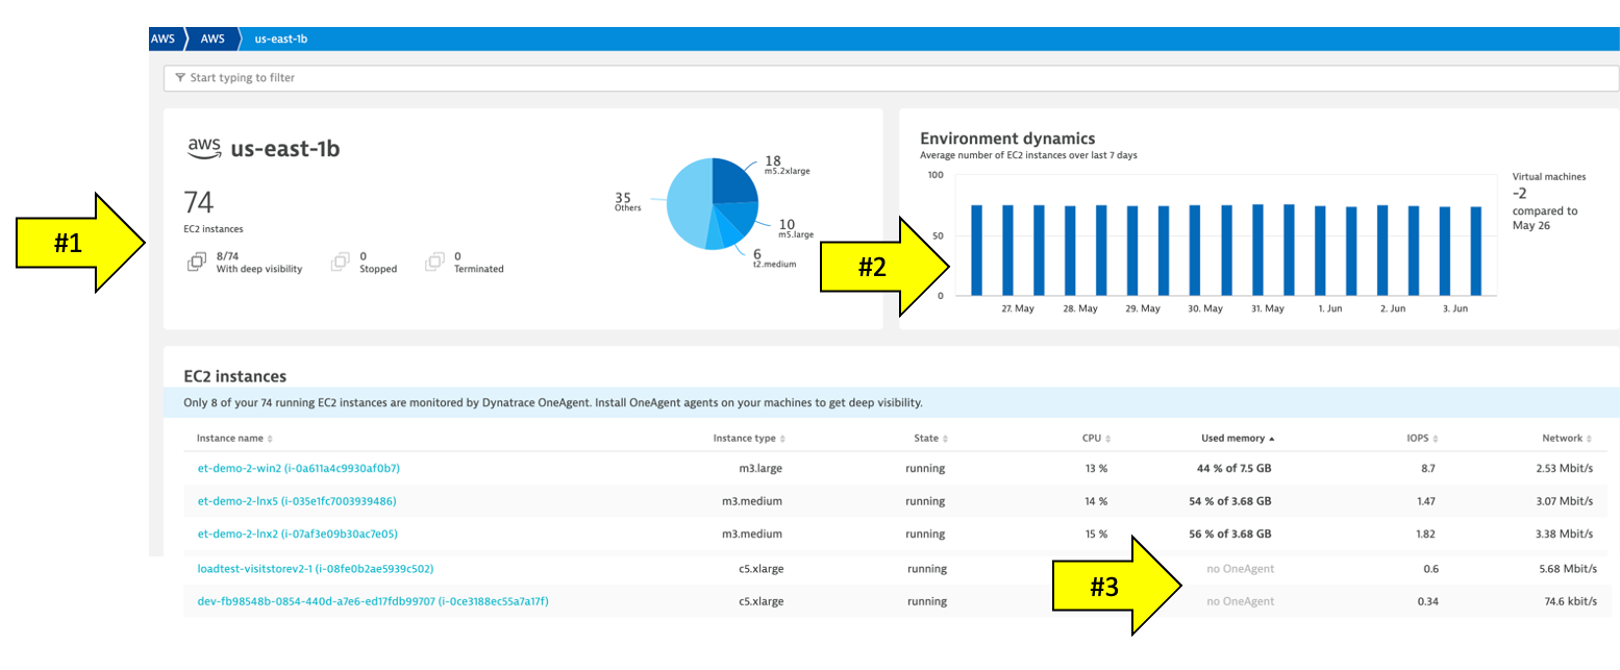 AWS AWS us-east-1b
Start typing to filter
aws us-east-1b
74
EC2 instances
8/74
With deep visibility
0
Stopped
0
Terminated
18
m5.2xlarge
10
m5.large
6
t2.medium
35
Others
#1
Environment dynamics
Average number of EC2 instances over last 7 days
100
50
0
27. May 28. May 29. May 30. May 31. May 1. Jun 2. Jun 3. Jun
Virtual machines
-2
compared to
May 26
#2
EC2 instances
Only 8 of your 74 running EC2 instances are monitored by Dynatrace OneAgent. Install OneAgent agents on your machines to get deep visibility.
Instance name Instance type State CPU Used memory IOPS Network
et-demo-2-win2 (i-0a611a4c9930af0b7) m3.large running 13 % 44 % of 7.5 GB 8.7 2.53 Mbit/s
et-demo-2-lnx5 (i-035e1fc7003939486) m3.medium running 14 % 54 % of 3.68 GB 1.47 3.07 Mbit/s
et-demo-2-lnx2 (i-07af3e09b30ac7e05) m3.medium running 15 % 56 % of 3.68 GB 1.82 3.38 Mbit/s
loadtest-visitstorev2-1 (i-08fe0b2ae5939c502) c5.xlarge running no OneAgent 0.6 5.68 Mbit/s
dev-fb98548b-0854-440d-a7e6-ed17fdb99707 (i-0ce3188ec55a7a17f) c5.xlarge running no OneAgent 0.34 74.6 kbit/s
#3